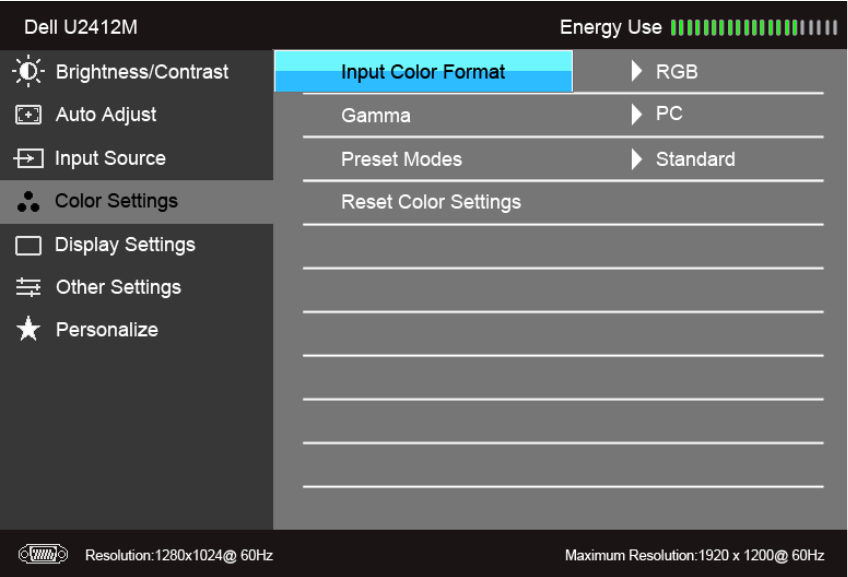 Dell U2412M
Energy Use
Brightness/Contrast
Auto Adjust
Input Source
Color Settings
Display Settings
Other Settings
Personalize
Input Color Format RGB
Gamma PC
Preset Modes Standard
Reset Color Settings
Resolution:1280x1024@ 60Hz
Maximum Resolution:1920 x 1200@ 60Hz